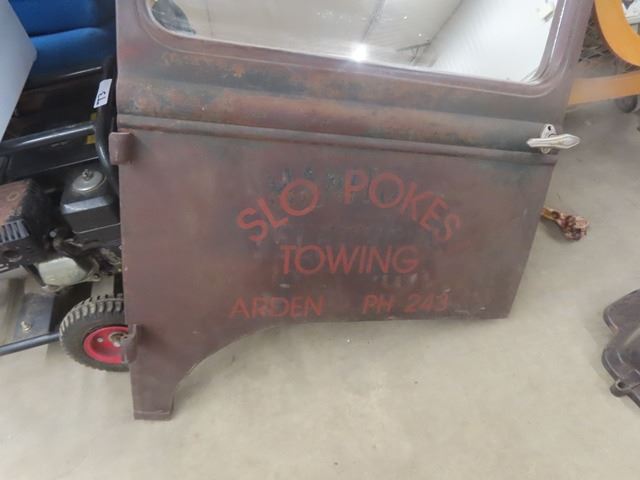 SLO POKES
TOWING
ARDEN PH 243